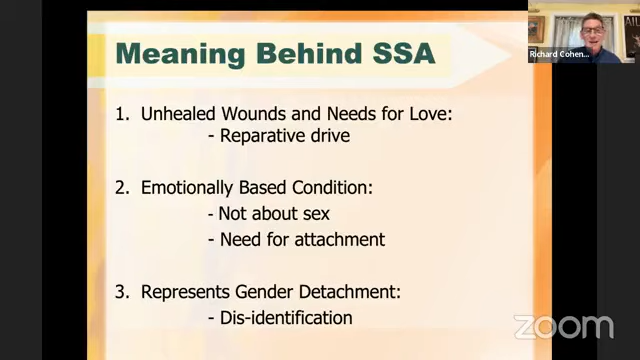 Meaning Behind SSA
Richard Cohen...
1. Unhealed Wounds and Needs for Love:
- Reparative drive
2. Emotionally Based Condition:
- Not about sex
- Need for attachment
3. Represents Gender Detachment:
- Dis-identification
zoom